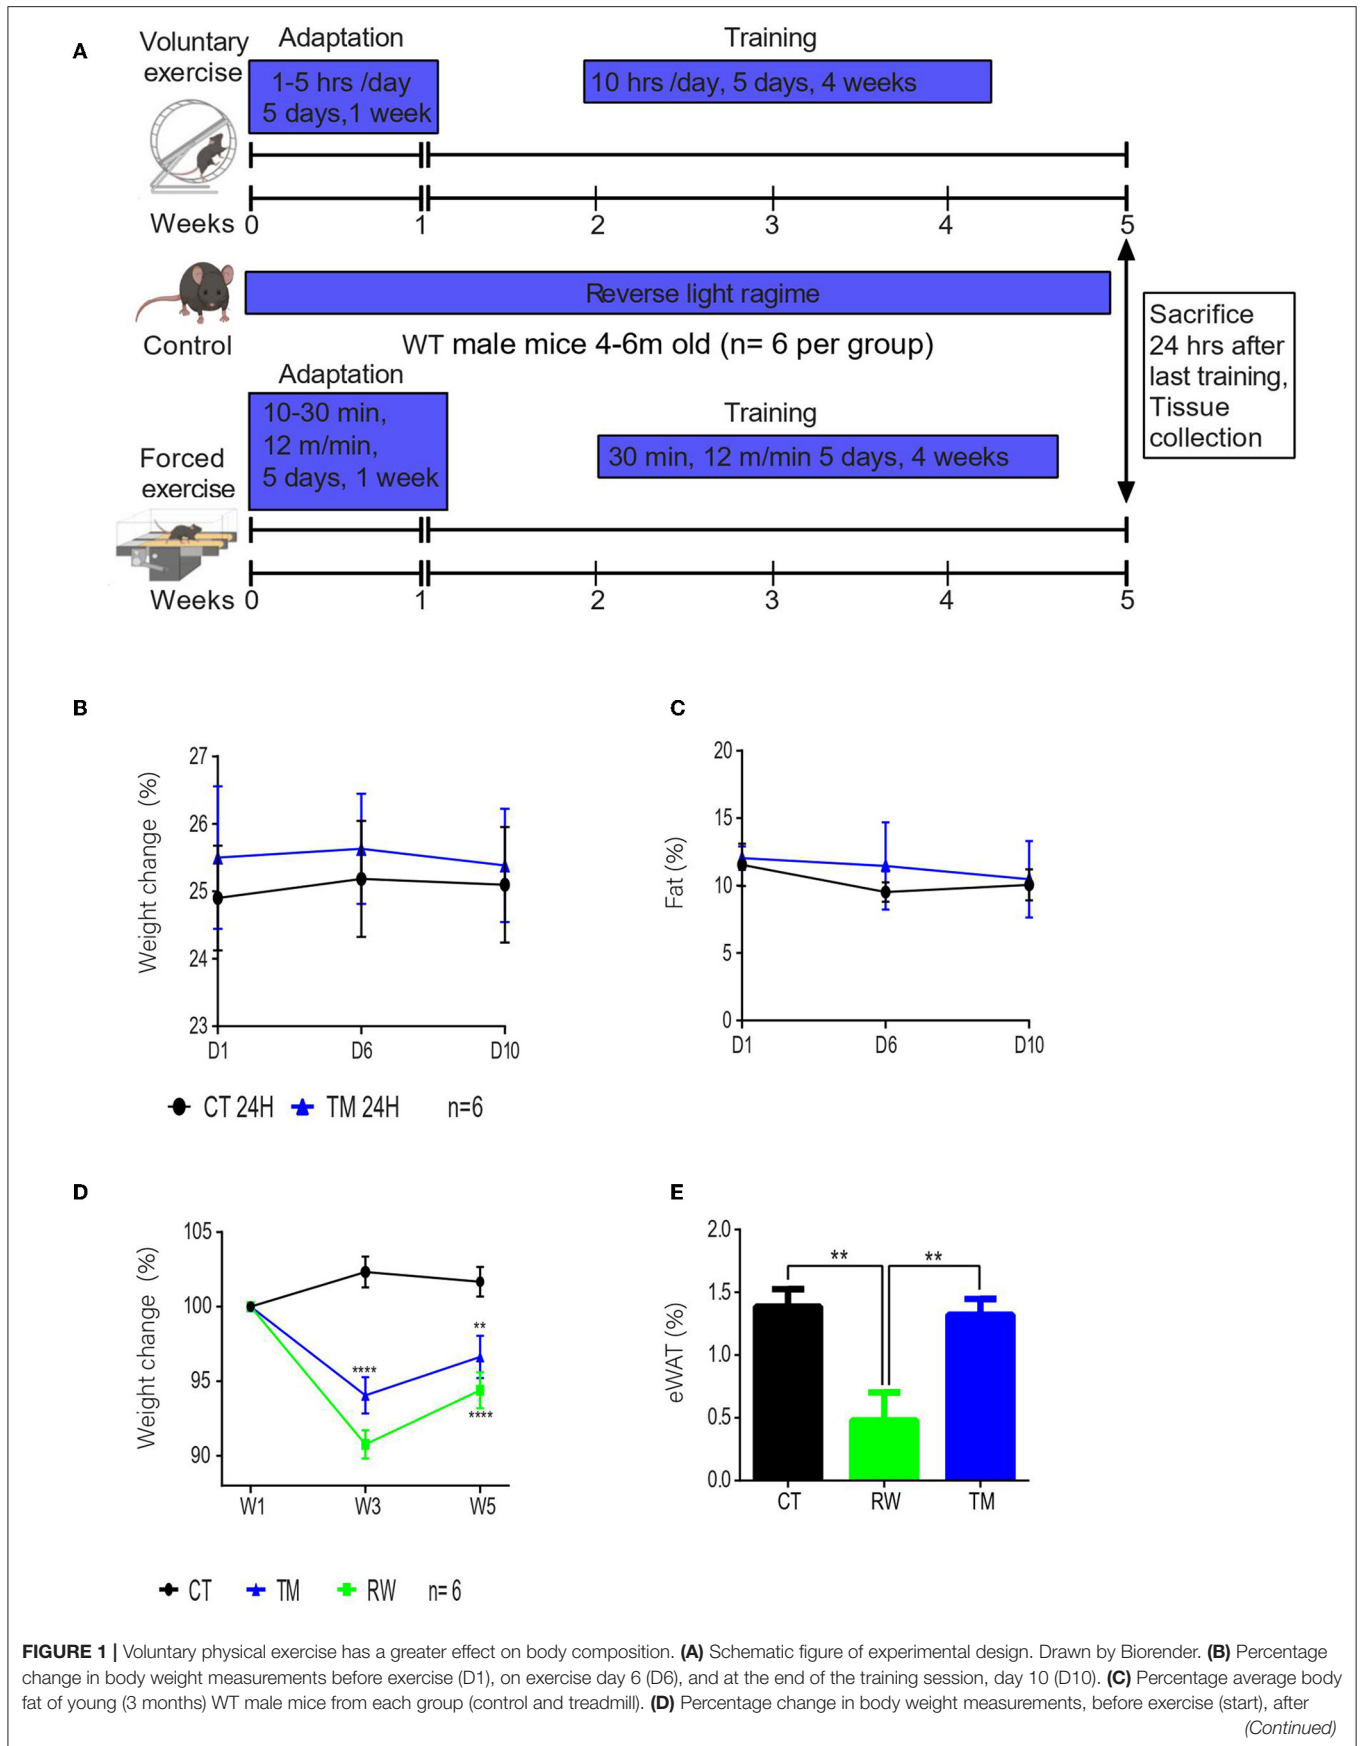 A
Voluntary
exercise
Adaptation
Training
1-5 hrs /day
5 days,1 week
10 hrs /day, 5 days, 4 weeks
Weeks 0 1 2 3 4 5
Reverse light ragime
Control
WT male mice 4-6m old (n= 6 per group)
Sacrifice
24 hrs after
last training,
Tissue
collection
Adaptation
Training
10-30 min,
12 m/min,
5 days, 1 week
30 min, 12 m/min 5 days, 4 weeks
Forced
exercise
Weeks 0 1 2 3 4 5
B
Weight change (%)
27
26
25
24
23
D1 D6 D10
CT 24H TM 24H n=6
C
Fat (%)
20
15
10
5
0
D1 D6 D10
D
Weight change (%)
105
100
95
90
****
**
****
W1 W3 W5
CT TM RW n= 6
E
eWAT (%)
2.0
1.5
1.0
0.5
0.0
** **
CT RW TM
FIGURE 1 | Voluntary physical exercise has a greater effect on body composition. (A) Schematic figure of experimental design. Drawn by Biorender. (B) Percentage
change in body weight measurements before exercise (D1), on exercise day 6 (D6), and at the end of the training session, day 10 (D10). (C) Percentage average body
fat of young (3 months) WT male mice from each group (control and treadmill). (D) Percentage change in body weight measurements, before exercise (start), after
(Continued)